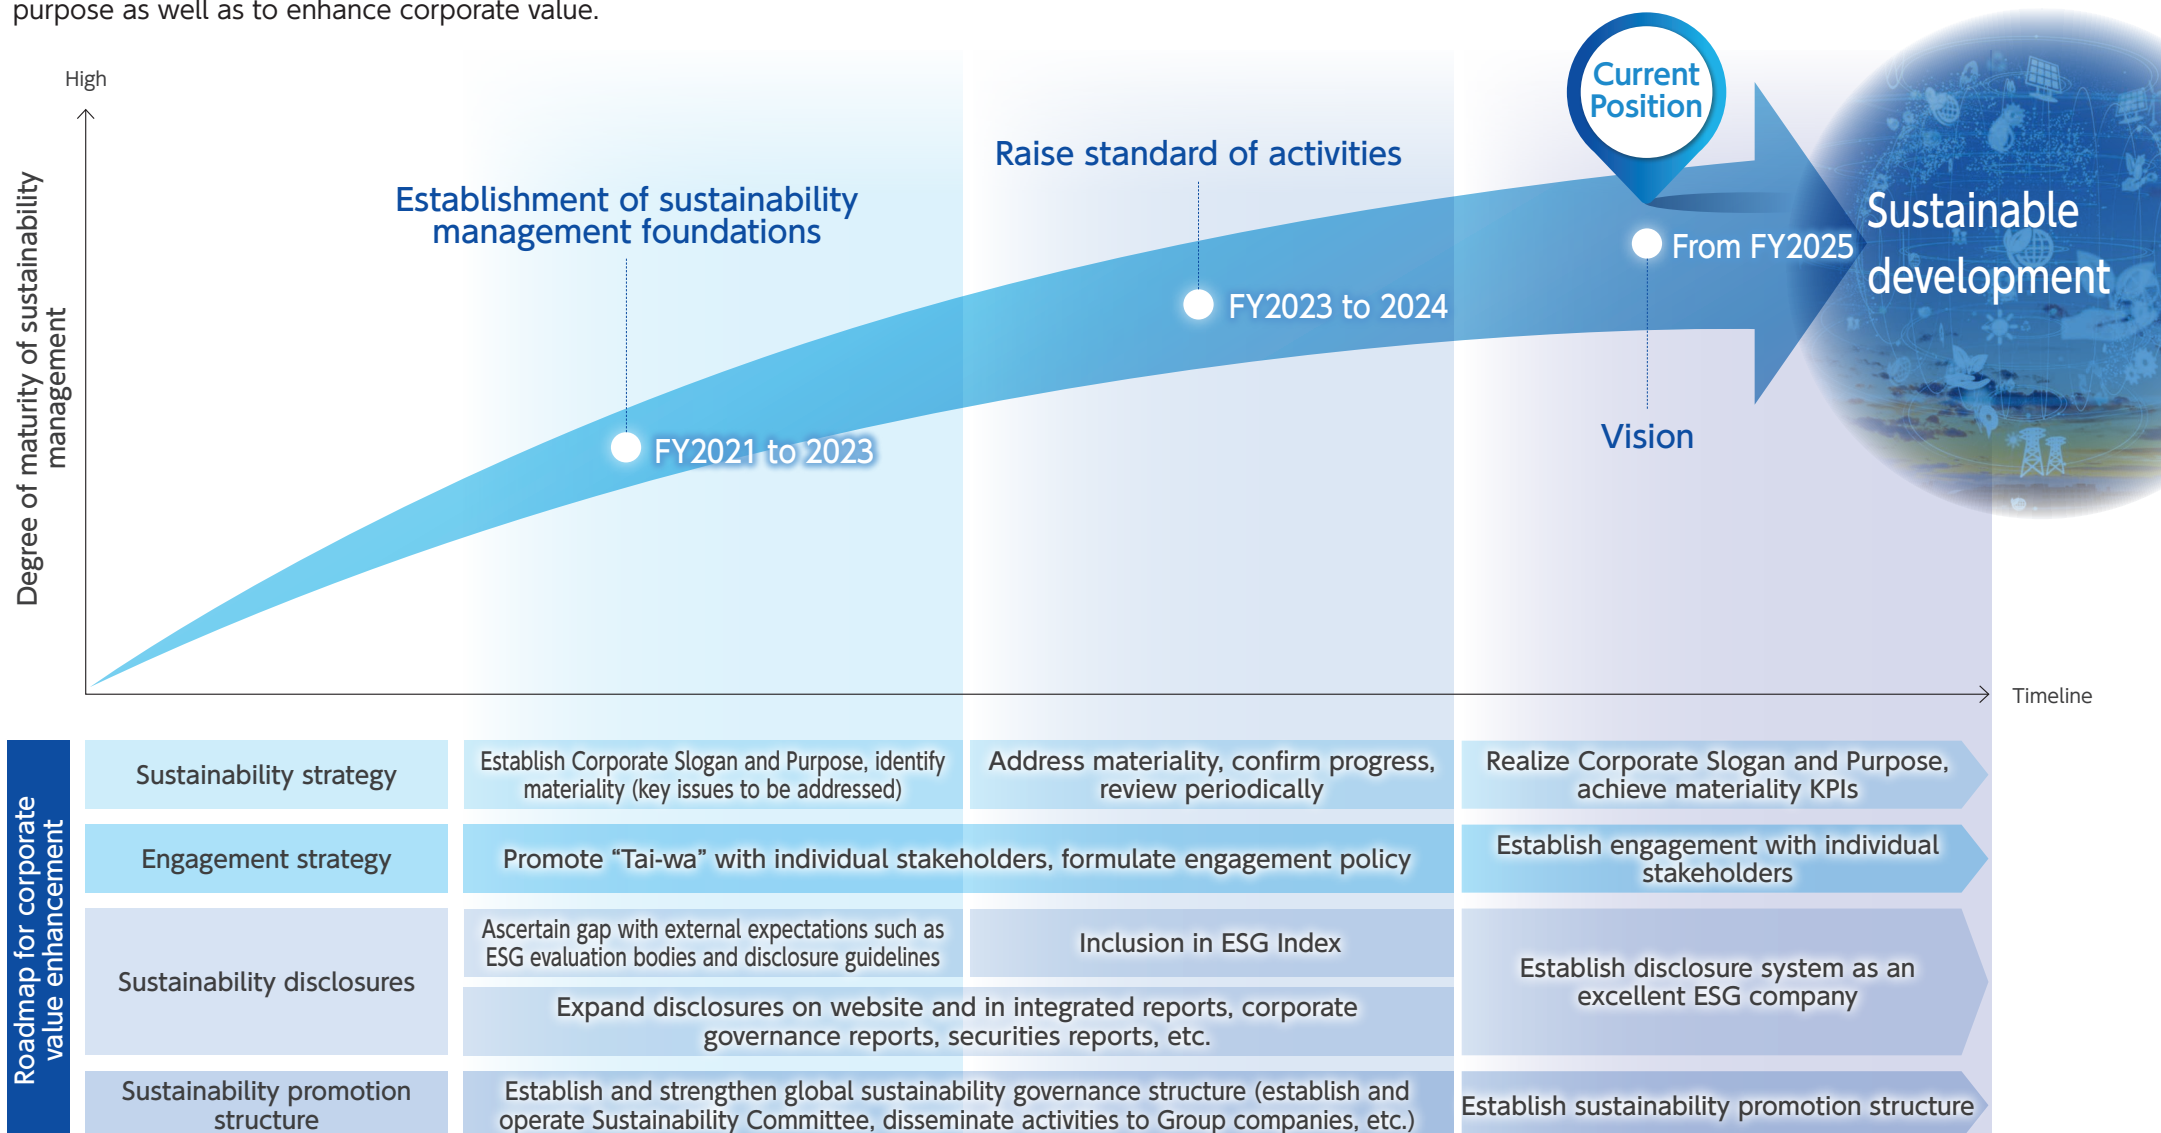 purpose as well as to enhance corporate value.
High
Degree of maturity of sustainability
management
Establishment of sustainability
management foundations
FY2021 to 2023
Raise standard of activities
FY2023 to 2024
Current
Position
From FY2025
Vision
Sustainable
development
Timeline
Roadmap for corporate
value enhancement
Sustainability strategy
Establish Corporate Slogan and Purpose, identify
materiality (key issues to be addressed)
Address materiality, confirm progress,
review periodically
Realize Corporate Slogan and Purpose,
achieve materiality KPIs
Engagement strategy
Promote “Tai-wa” with individual stakeholders, formulate engagement policy
Establish engagement with individual
stakeholders
Sustainability disclosures
Ascertain gap with external expectations such as
ESG evaluation bodies and disclosure guidelines
Inclusion in ESG Index
Expand disclosures on website and in integrated reports, corporate
governance reports, securities reports, etc.
Establish disclosure system as an
excellent ESG company
Sustainability promotion
structure
Establish and strengthen global sustainability governance structure (establish and
operate Sustainability Committee, disseminate activities to Group companies, etc.)
Establish sustainability promotion structure